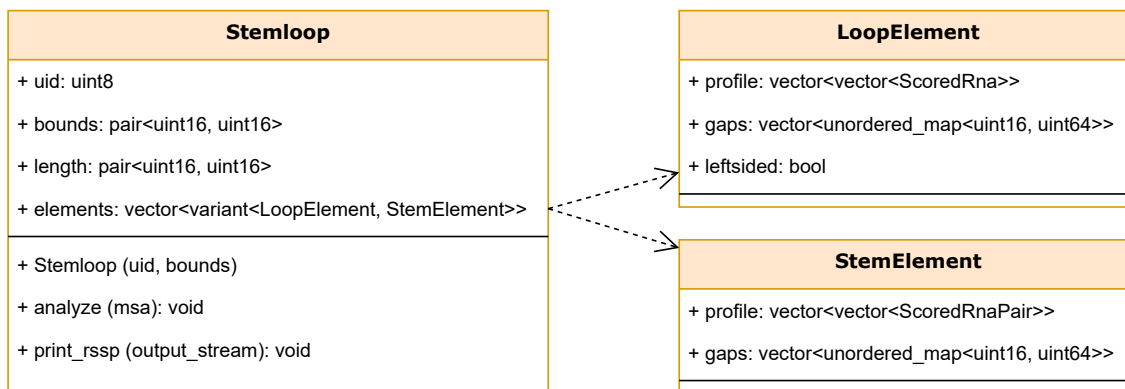 Stemloop
+ uid: uint8
+ bounds: pair<uint16, uint16>
+ length: pair<uint16, uint16>
+ elements: vector<variant<LoopElement, StemElement>>
+ Stemloop (uid, bounds)
+ analyze (msa): void
+ print_rssp (output_stream): void
LoopElement
+ profile: vector<vector<ScoredRna>>
+ gaps: vector<unordered_map<uint16, uint64>>
+ leftsided: bool
StemElement
+ profile: vector<vector<ScoredRnaPair>>
+ gaps: vector<unordered_map<uint16, uint64>>